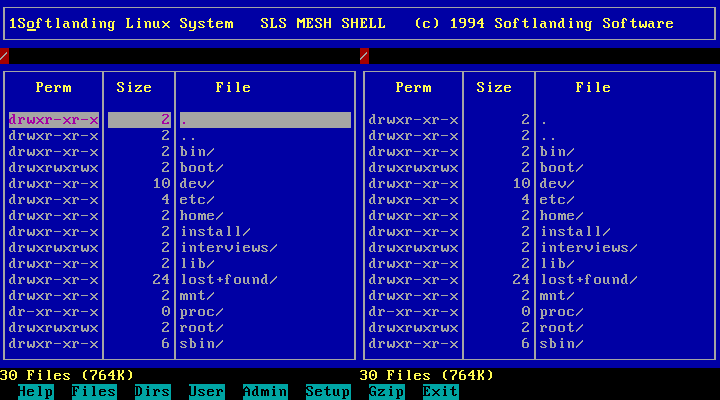 1Softlanding Linux System   SLS MESH SHELL   (c) 1994 Softlanding Software
/ /
Perm Size File Perm Size File
drwxr-xr-x 2 . drwxr-xr-x 2 .
drwxr-xr-x 2 .. drwxr-xr-x 2 ..
drwxr-xr-x 2 bin/ drwxr-xr-x 2 bin/
drwxrwxrwx 2 boot/ drwxrwxrwx 2 boot/
drwxr-xr-x 10 dev/ drwxr-xr-x 10 dev/
drwxr-xr-x 4 etc/ drwxr-xr-x 4 etc/
drwxr-xr-x 2 home/ drwxr-xr-x 2 home/
drwxr-xr-x 2 install/ drwxr-xr-x 2 install/
drwxrwxrwx 2 interviews/ drwxrwxrwx 2 interviews/
drwxr-xr-x 2 lib/ drwxr-xr-x 2 lib/
drwxr-xr-x 24 lost+found/ drwxr-xr-x 24 lost+found/
drwxr-xr-x 2 mnt/ drwxr-xr-x 2 mnt/
dr-xr-xr-x 0 proc/ dr-xr-xr-x 0 proc/
drwxrwxrwx 2 root/ drwxrwxrwx 2 root/
drwxr-xr-x 6 sbin/ drwxr-xr-x 6 sbin/
30 Files (764K) 30 Files (764K)
Help Files Dirs User Admin Setup Gzip Exit